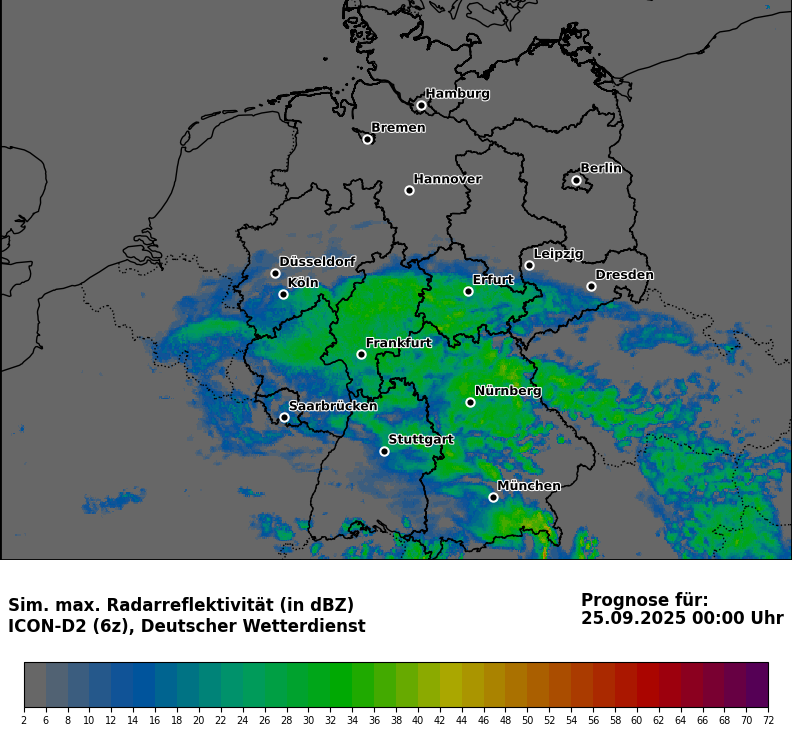 Hamburg
Bremen
Berlin
Hannover
Leipzig
Düsseldorf
Dresden
Köln
Erfurt
Frankfurt
Nürnberg
Saarbrücken
Stuttgart
München
Sim. max. Radarreflektivität (in dBZ)
ICON-D2 (6z), Deutscher Wetterdienst
Prognose für:
25.09.2025 00:00 Uhr
2 6 8 10 12 14 16 18 20 22 24 26 28 30 32 34 36 38 40 42 44 46 48 50 52 54 56 58 60 62 64 66 68 70 72